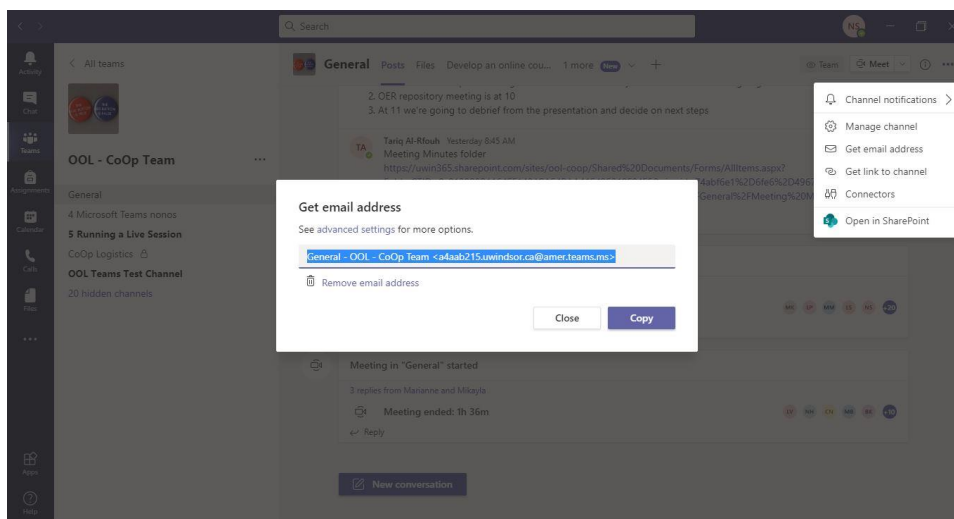 Search
NS
Activity
Chat
Teams
Assignments
Calendar
Calls
Files
Apps
Help
All teams
OOL - CoOp Team
General
4 Microsoft Teams nonos
5 Running a Live Session
CoOp Logistics
OOL Teams Test Channel
20 hidden channels
General Posts Files Develop an online cou... 1 more New
Team Meet
2. OER repository meeting is at 10
3. At 11 we're going to debrief from the presentation and decide on next steps
TA Tariq Al-Rfouh Yesterday 8:45 AM
Meeting Minutes folder
https://uwin365.sharepoint.com/sites/ool-coop/Shared%20Documents/Forms/AllItems.aspx?
Get email address
See advanced settings for more options.
General - OOL - CoOp Team <a4aab215.uwindsor.ca@amer.teams.ms>
Remove email address
Close Copy
+20
Meeting in "General" started
3 replies from Marianne and Mikayla
Meeting ended: 1h 36m
+10
Reply
New conversation
Channel notifications
Manage channel
Get email address
Get link to channel
Connectors
Open in SharePoint